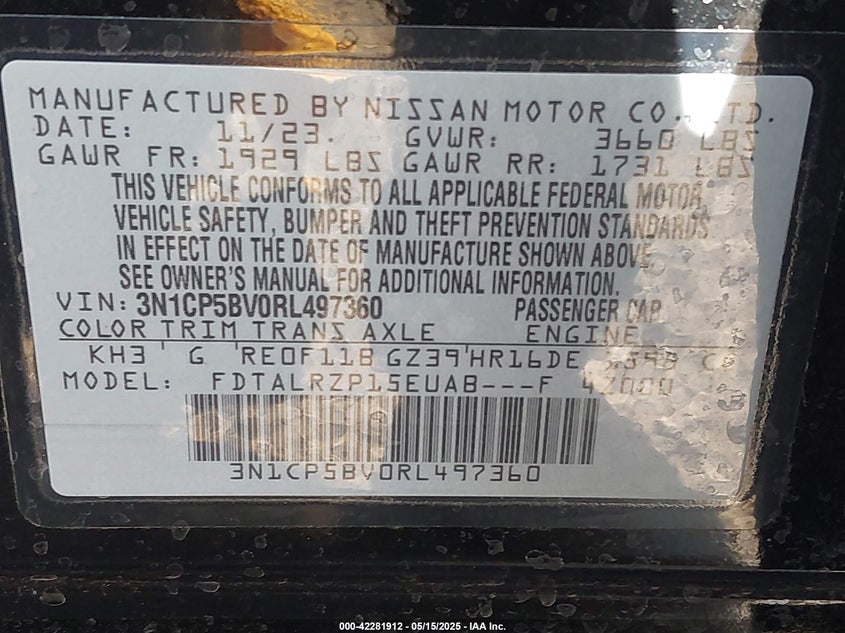 MANUFACTURED BY NISSAN MOTOR CO., LTD.
DATE: 11/23. GVWR: 3660 LBS
GAWR FR: 1929 LBS GAWR RR: 1731 LBS
THIS VEHICLE CONFORMS TO ALL APPLICABLE FEDERAL MOTOR
VEHICLE SAFETY, BUMPER AND THEFT PREVENTION STANDARDS
IN EFFECT ON THE DATE OF MANUFACTURE SHOWN ABOVE.
SEE OWNER'S MANUAL FOR ADDITIONAL INFORMATION.
VIN: 3N1CP5BV0RL497360 PASSENGER CAR
COLOR TRIM TRANS AXLE ENGINE
KH3 G RE0F11B GZ39 HR16DE
MODEL: FDTALRZP15EUAB---F
3N1CP5BV0RL497360
000-42281912 - 05/15/2025 - IAA Inc.